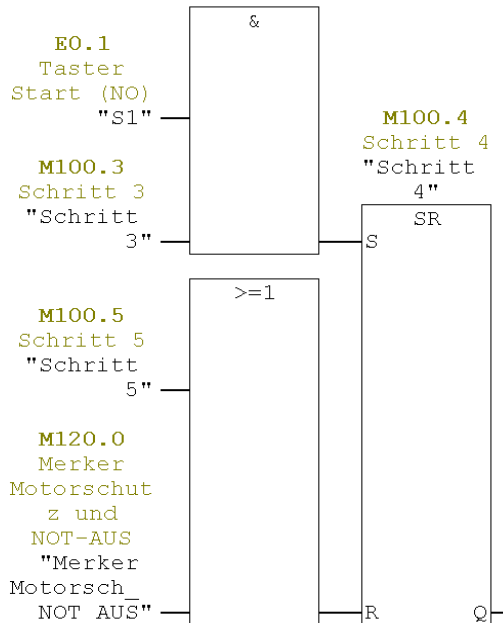 &
E0.1
Taster
Start (NO)
"S1"
M100.3
Schritt 3
"Schritt
3"
M100.4
Schritt 4
"Schritt
4"
SR
S
>=1
M100.5
Schritt 5
"Schritt
5"
M120.0
Merker
Motorschut
z und
NOT-AUS
"Merker
Motorsch_
NOT AUS"
R
Q